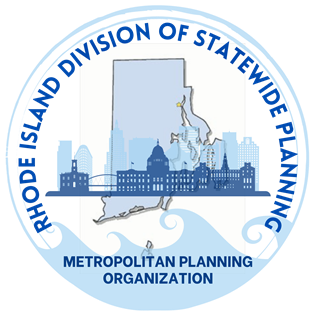 RHODE ISLAND DIVISION OF STATEWIDE PLANNING
METROPOLITAN PLANNING
ORGANIZATION